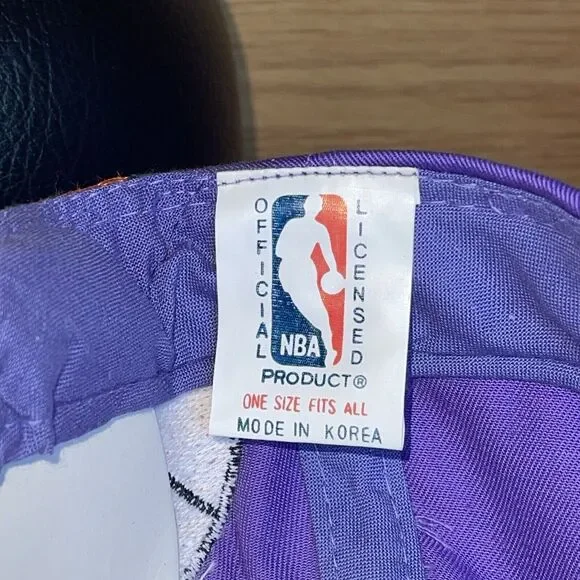 OFFICIAL
LICENSED
NBA
PRODUCT®
ONE SIZE FITS ALL
MODE IN KOREA